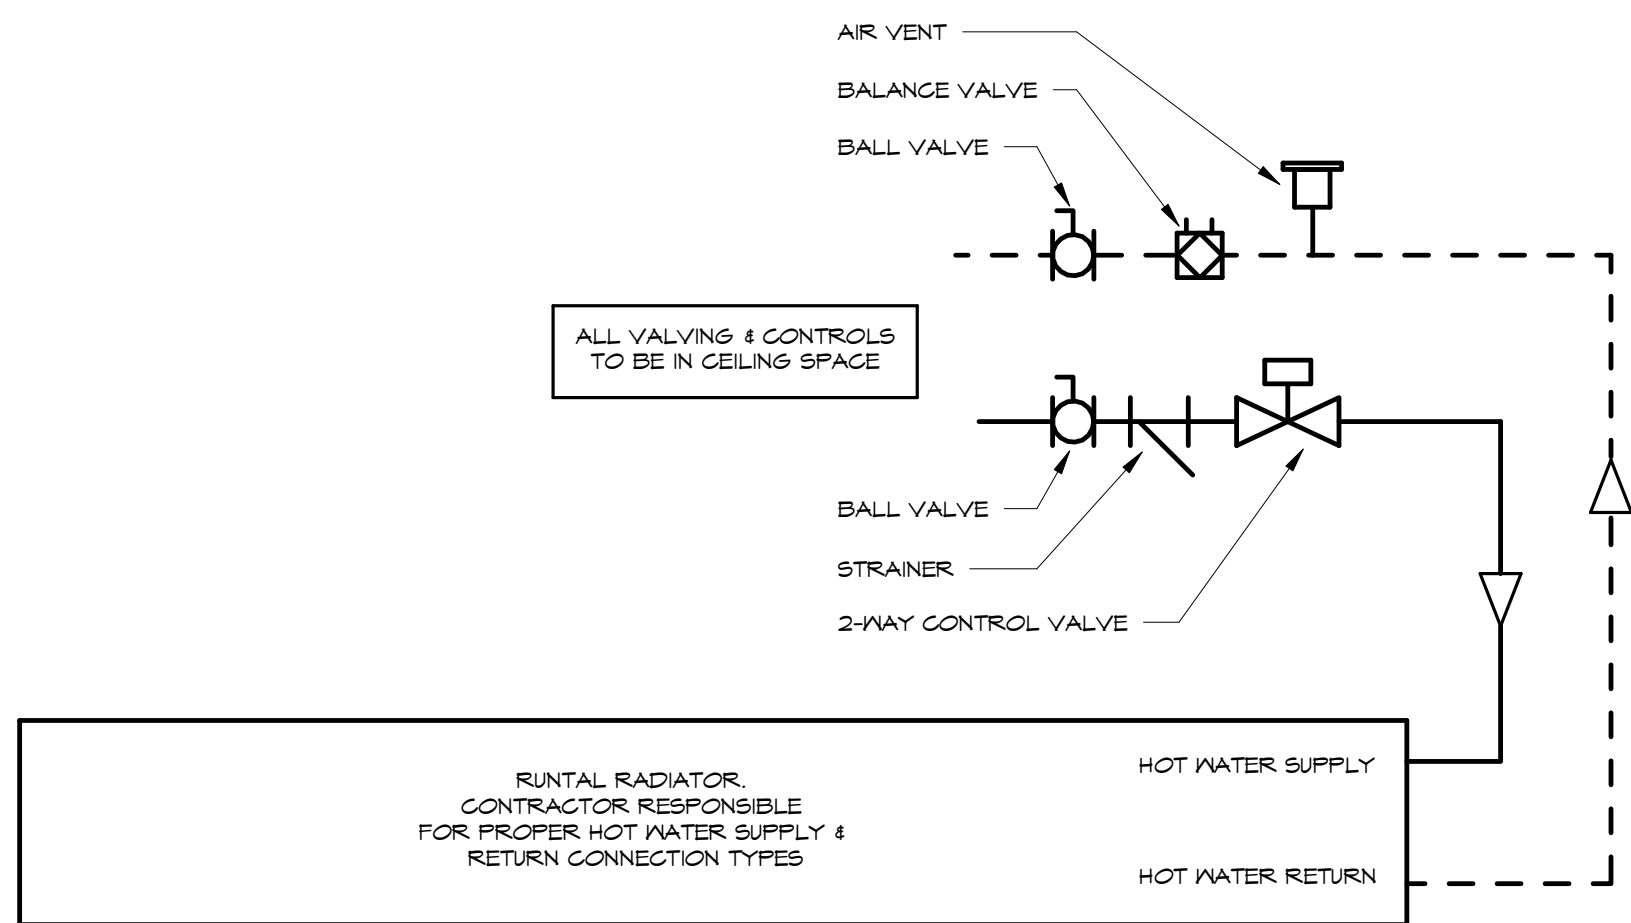 AIR VENT
BALANCE VALVE
BALL VALVE
ALL VALVING & CONTROLS
TO BE IN CEILING SPACE
BALL VALVE
STRAINER
2-WAY CONTROL VALVE
RUNTAL RADIATOR.
CONTRACTOR RESPONSIBLE
FOR PROPER HOT WATER SUPPLY &
RETURN CONNECTION TYPES
HOT WATER SUPPLY
HOT WATER RETURN